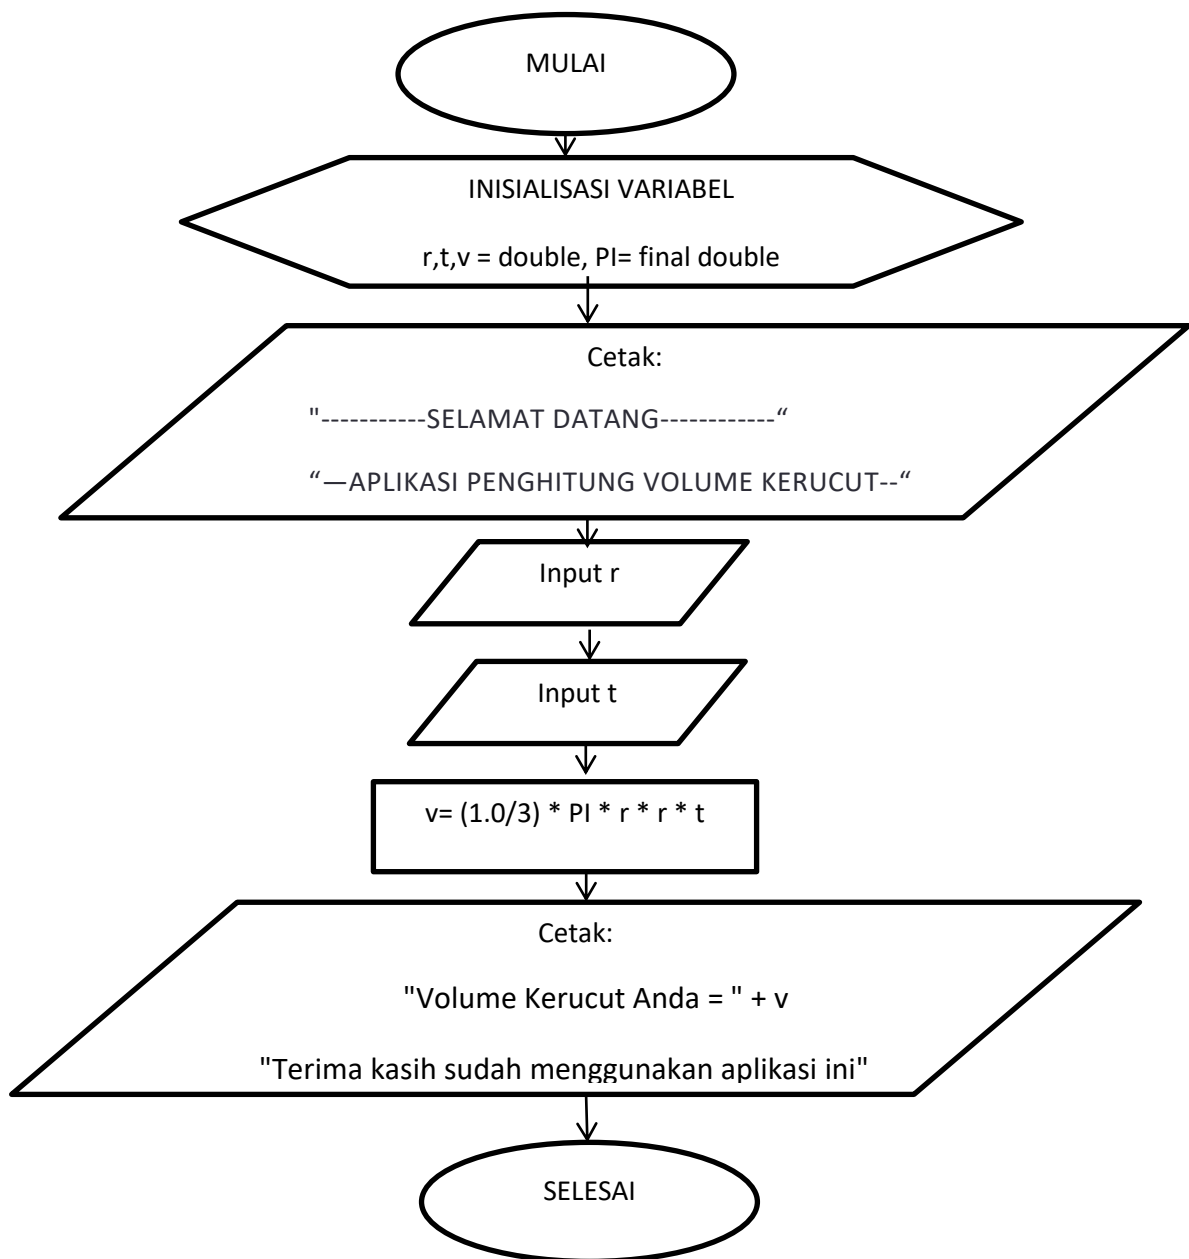 MULAI
INISIALISASI VARIABEL
r,t,v = double, PI= final double
Cetak:
"-----------SELAMAT DATANG------------“
“—APLIKASI PENGHITUNG VOLUME KERUCUT--“
Input r
Input t
v= (1.0/3) * PI * r * r * t
Cetak:
"Volume Kerucut Anda = " + v
"Terima kasih sudah menggunakan aplikasi ini"
SELESAI